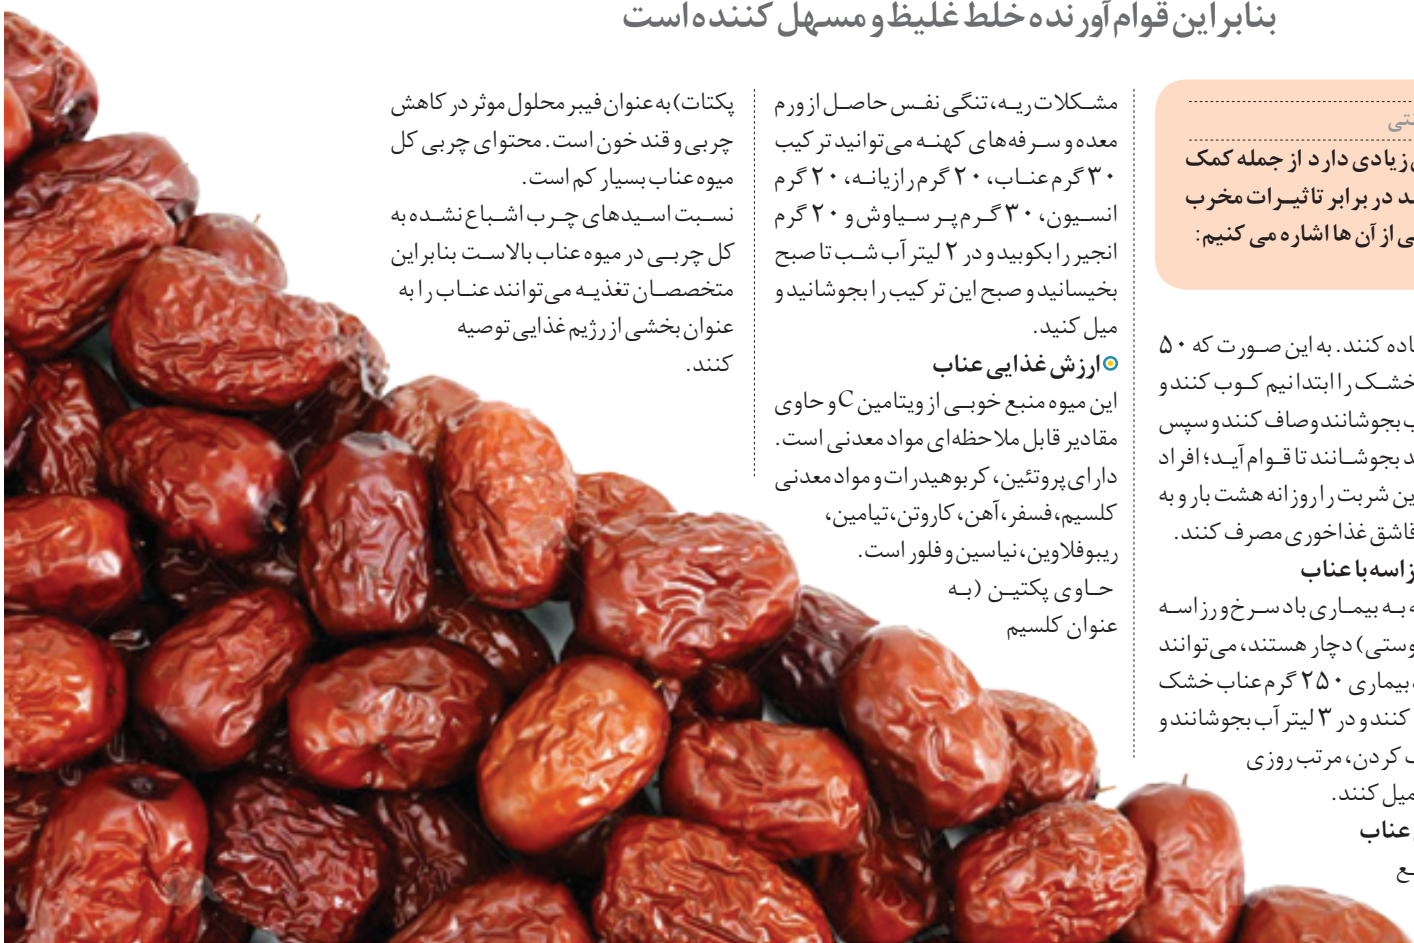 بنابراین قوام‌آورنده خلط غلیظ و مسهل کننده است
زیادی دارد از جمله کمک
در برابر تاثیرات مخرب
از آن ها اشاره می کنیم:
کنند. به این صورت که ۵۰
خشک را ابتدا نیم کوب کنند و
بجوشانند و صاف کنند و سپس
بجوشانند تا قوام آید؛ افراد
این شربت را روزانه هشت بار و به
قاشق غذاخوری مصرف کنند.
با عناب
به بیماری باد سرخ و رزاسه
دچار هستند، می‌توانند
بیماری ۲۵۰ گرم عناب خشک
کنند و در ۳ لیتر آب بجوشانند و
کردن، مرتب روزی
میل کنند.
عناب
مشکلات ریه، تنگی نفس حاصل از ورم
معده و سرفه‌های کهنه می‌توانید ترکیب
۳۰ گرم عناب، ۲۰ گرم رازیانه، ۲۰ گرم
انسیون، ۳۰ گرم پر سیاوش و ۲۰ گرم
انجیر را بکوبید و در ۲ لیتر آب شب تا صبح
بخیسانید و صبح این ترکیب را بجوشانید و
میل کنید.
ارزش غذایی عناب
این میوه منبع خوبی از ویتامین C و حاوی
مقادیر قابل ملاحظه‌ای مواد معدنی است.
دارای پروتئین، کربوهیدرات و مواد معدنی
کلسیم، فسفر، آهن، کاروتن، تیامین،
ریبوفلاوین، نیاسین و فلور است.
حاوی پکتین (به
عنوان کلسیم
پکتات) به عنوان فیبر محلول موثر در کاهش
چربی و قند خون است. محتوای چربی کل
میوه عناب بسیار کم است.
نسبت اسیدهای چرب اشباع نشده به
کل چربی در میوه عناب بالاست بنابراین
متخصصان تغذیه می‌توانند عناب را به
عنوان بخشی از رژیم غذایی توصیه
کنند.